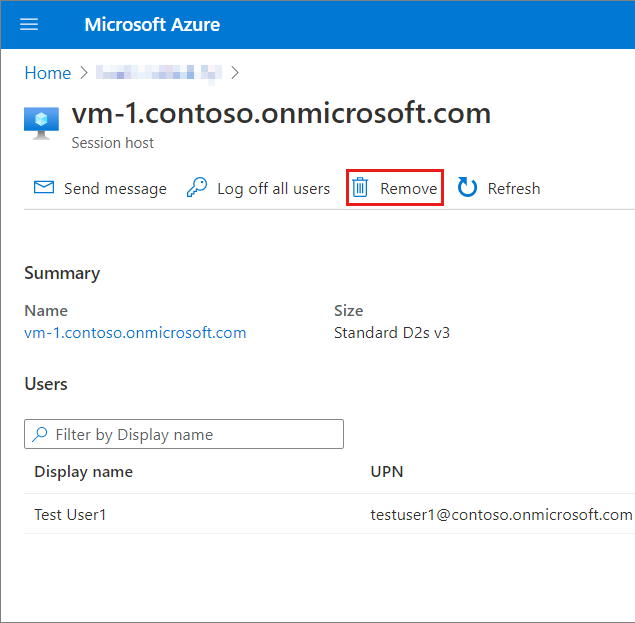 Microsoft Azure
Home
vm-1.contoso.onmicrosoft.com
Session host
Send message Log off all users Remove Refresh
Summary
Name Size
vm-1.contoso.onmicrosoft.com Standard D2s v3
Users
Filter by Display name
Display name UPN
Test User1 testuser1@contoso.onmicrosoft.com